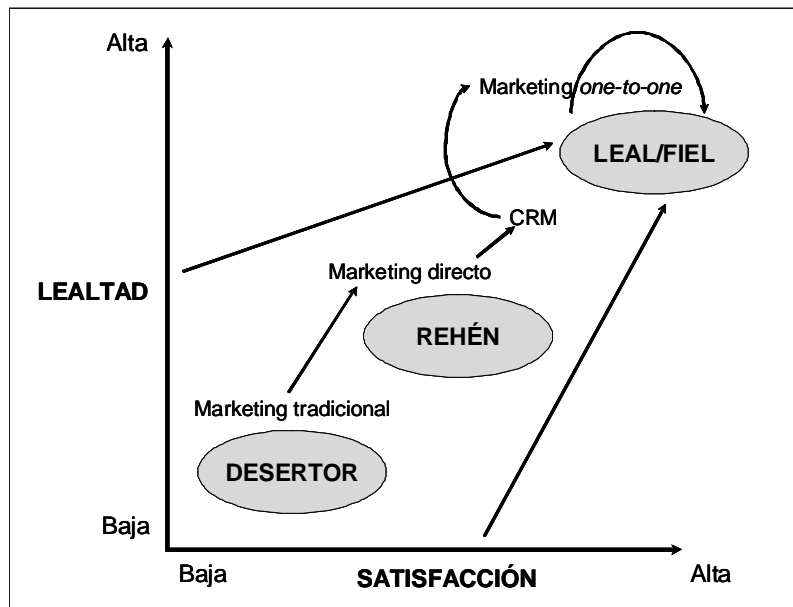 Alta
Marketing one-to-one
LEAL/FIEL
CRM
Marketing directo
LEALTAD
REHÉN
Marketing tradicional
DESERTOR
Baja
Baja
SATISFACCIÓN
Alta